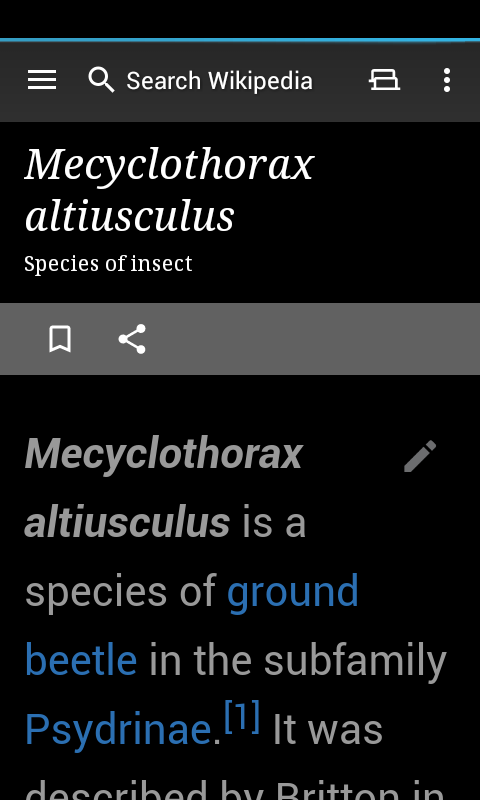 Search Wikipedia
Mecyclothorax
altiusculus
Species of insect
Mecyclothorax
altiusculus is a
species of ground
beetle in the subfamily
Psydrinae.[1] It was
described by Britton in